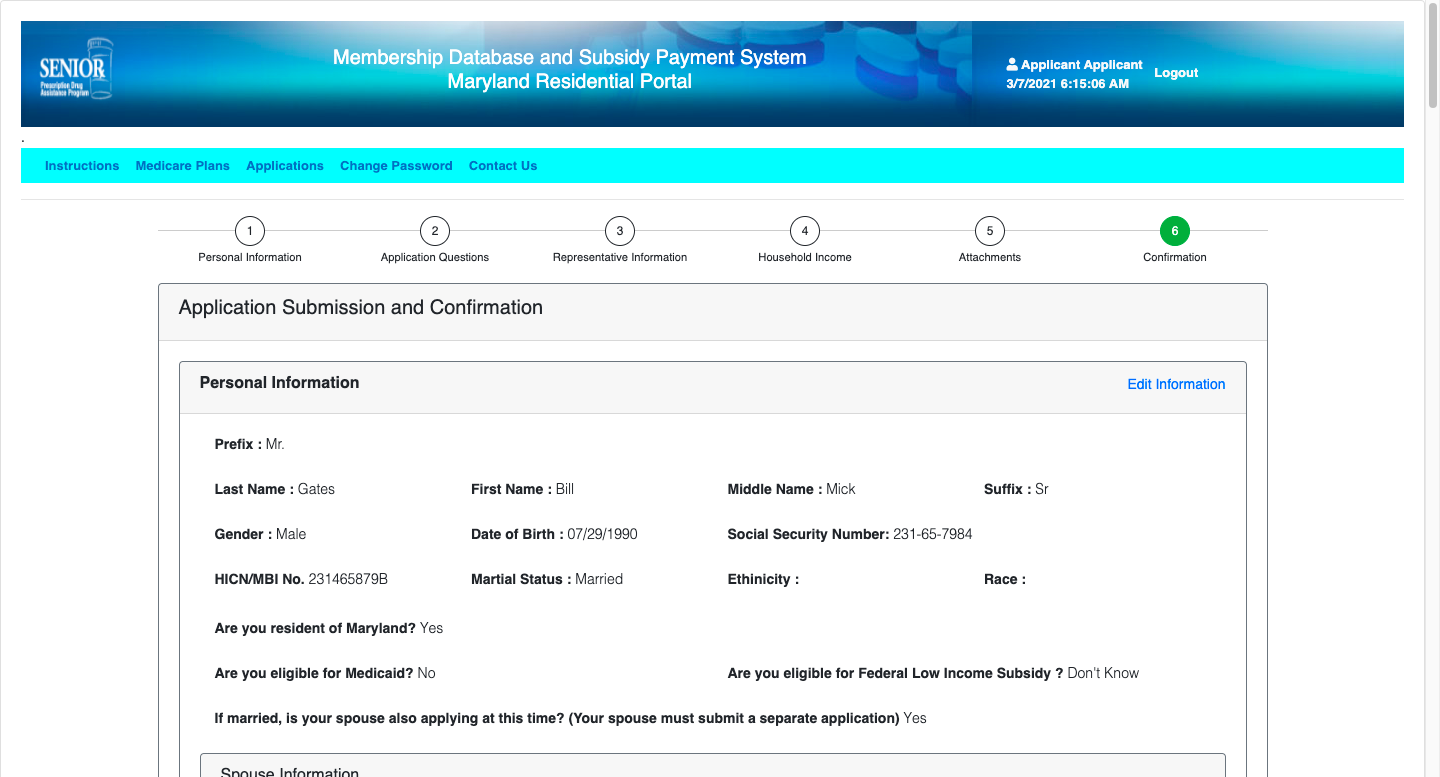 SENIOR
Prescription Drug
Assistance Program
Membership Database and Subsidy Payment System
Maryland Residential Portal
Applicant Applicant
3/7/2021 6:15:06 AM
Logout
.
Instructions Medicare Plans Applications Change Password Contact Us
1 2 3 4 5 6
Personal Information Application Questions Representative Information Household Income Attachments Confirmation
Application Submission and Confirmation
Personal Information Edit Information
Prefix : Mr.
Last Name : Gates First Name : Bill Middle Name : Mick Suffix : Sr
Gender : Male Date of Birth : 07/29/1990 Social Security Number: 231-65-7984
HICN/MBI No. 231465879B Martial Status : Married Ethinicity : Race :
Are you resident of Maryland? Yes
Are you eligible for Medicaid? No Are you eligible for Federal Low Income Subsidy ? Don't Know
If married, is your spouse also applying at this time? (Your spouse must submit a separate application) Yes
Spouse Information